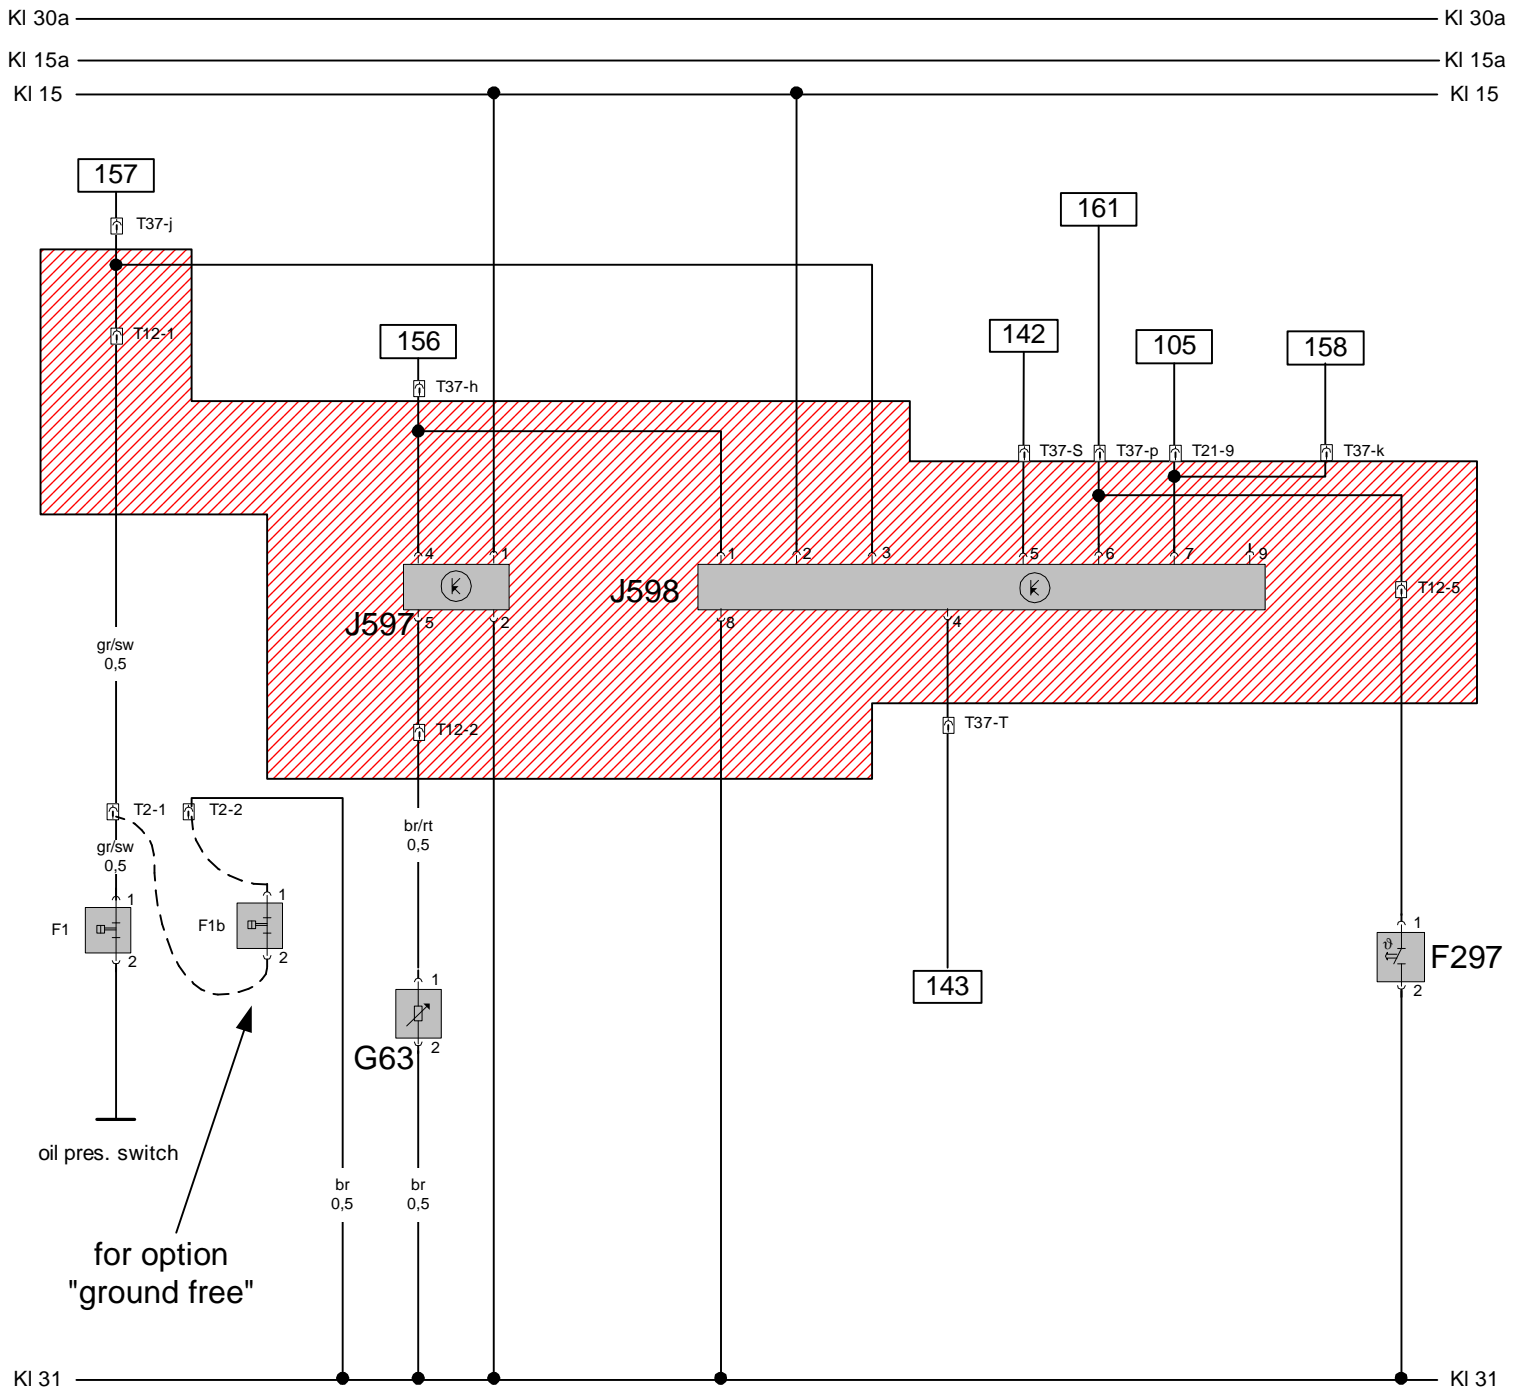 Kl 30a
Kl 30a
Kl 15a
Kl 15a
Kl 15
Kl 15
157
T37-j
161
T12-1
156
142
105
158
T37-h
T37-S
T37-p
T21-9
T37-k
4
1
1
2
3
5
6
7
9
J598
T12-5
J597
5
2
8
4
gr/sw
0,5
T12-2
T37-T
T2-1
T2-2
br/rt
0,5
gr/sw
0,5
1
1
F1
F1b
1
ϑ
F297
2
2
1
143
2
G63
2
oil pres. switch
br
0,5
br
0,5
for option
"ground free"
Kl 31
Kl 31